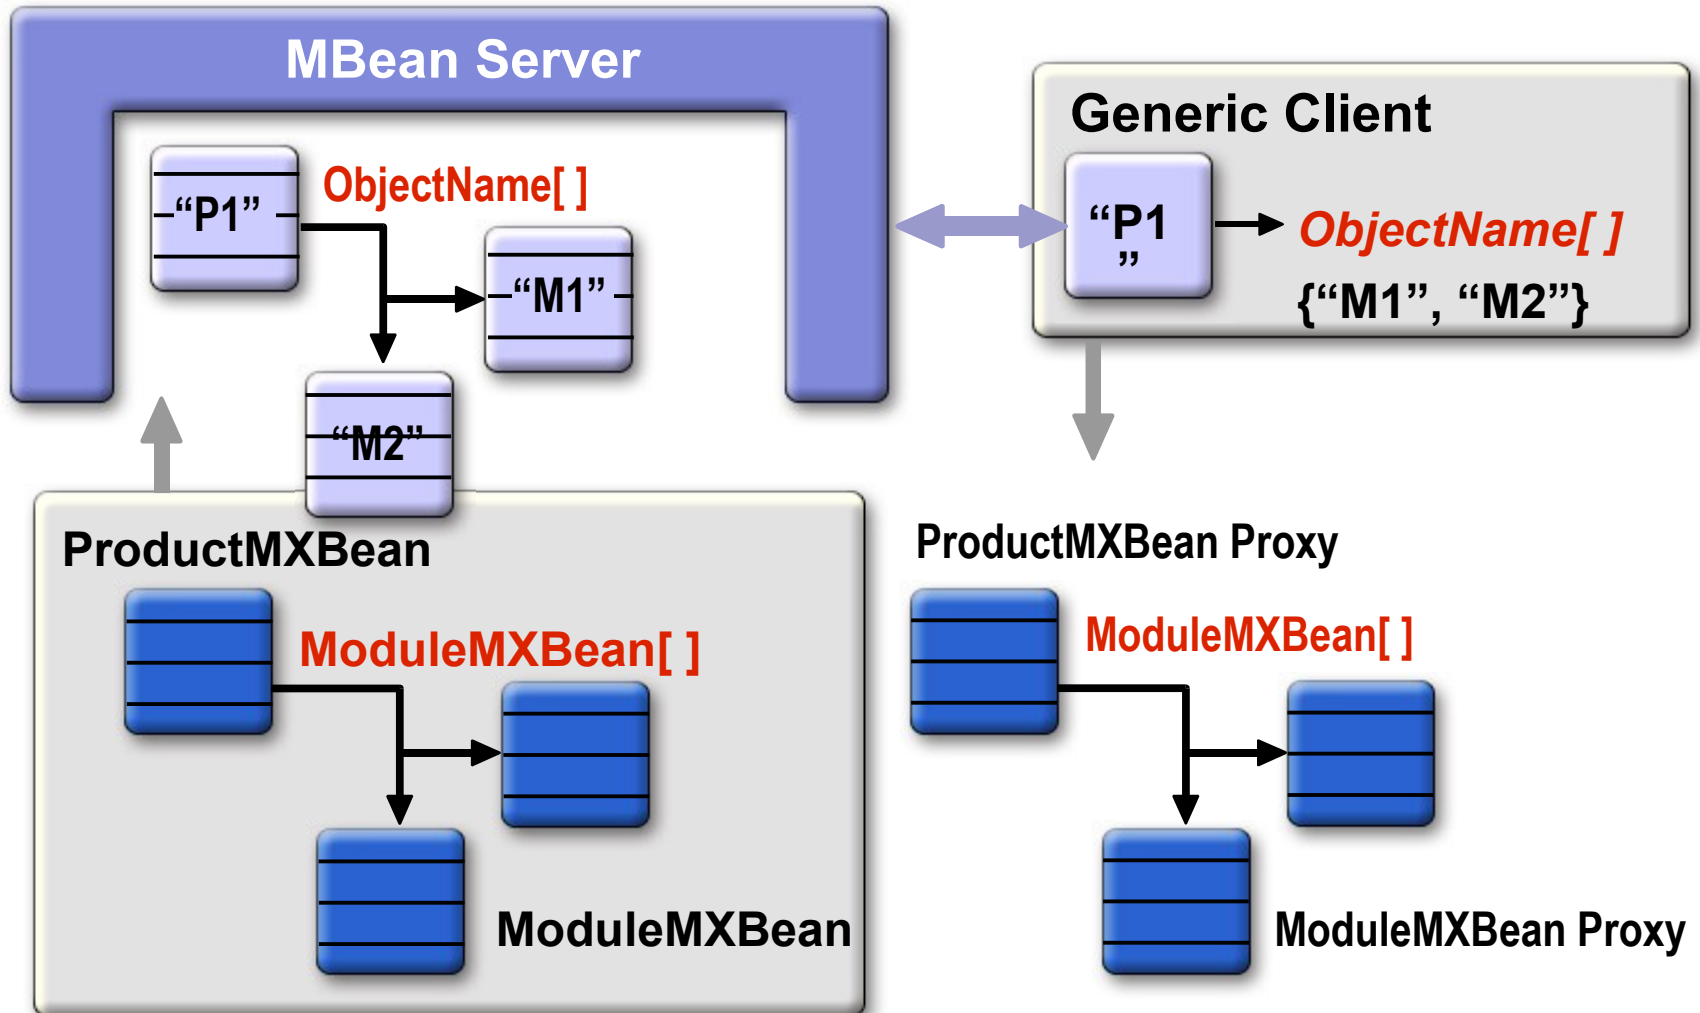 MBean Server
“P1”
ObjectName[ ]
“M1”
“M2”
Generic Client
“P1
”
ObjectName[ ]
{“M1”, “M2”}
ProductMXBean
ModuleMXBean[ ]
ModuleMXBean
ProductMXBean Proxy
ModuleMXBean[ ]
ModuleMXBean Proxy